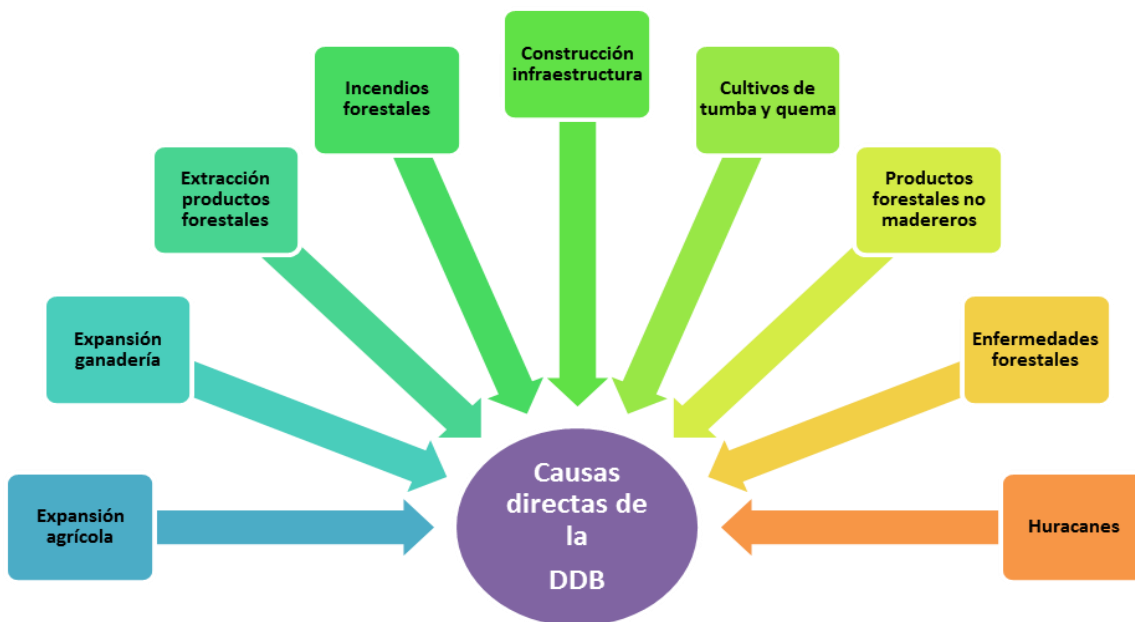 Construcción
infraestructura
Incendios
forestales
Cultivos de
tumba y quema
Extracción
productos
forestales
Productos
forestales no
madereros
Expansión
ganadería
Enfermedades
forestales
Expansión
agrícola
Causas
directas de
la
DDB
Huracanes